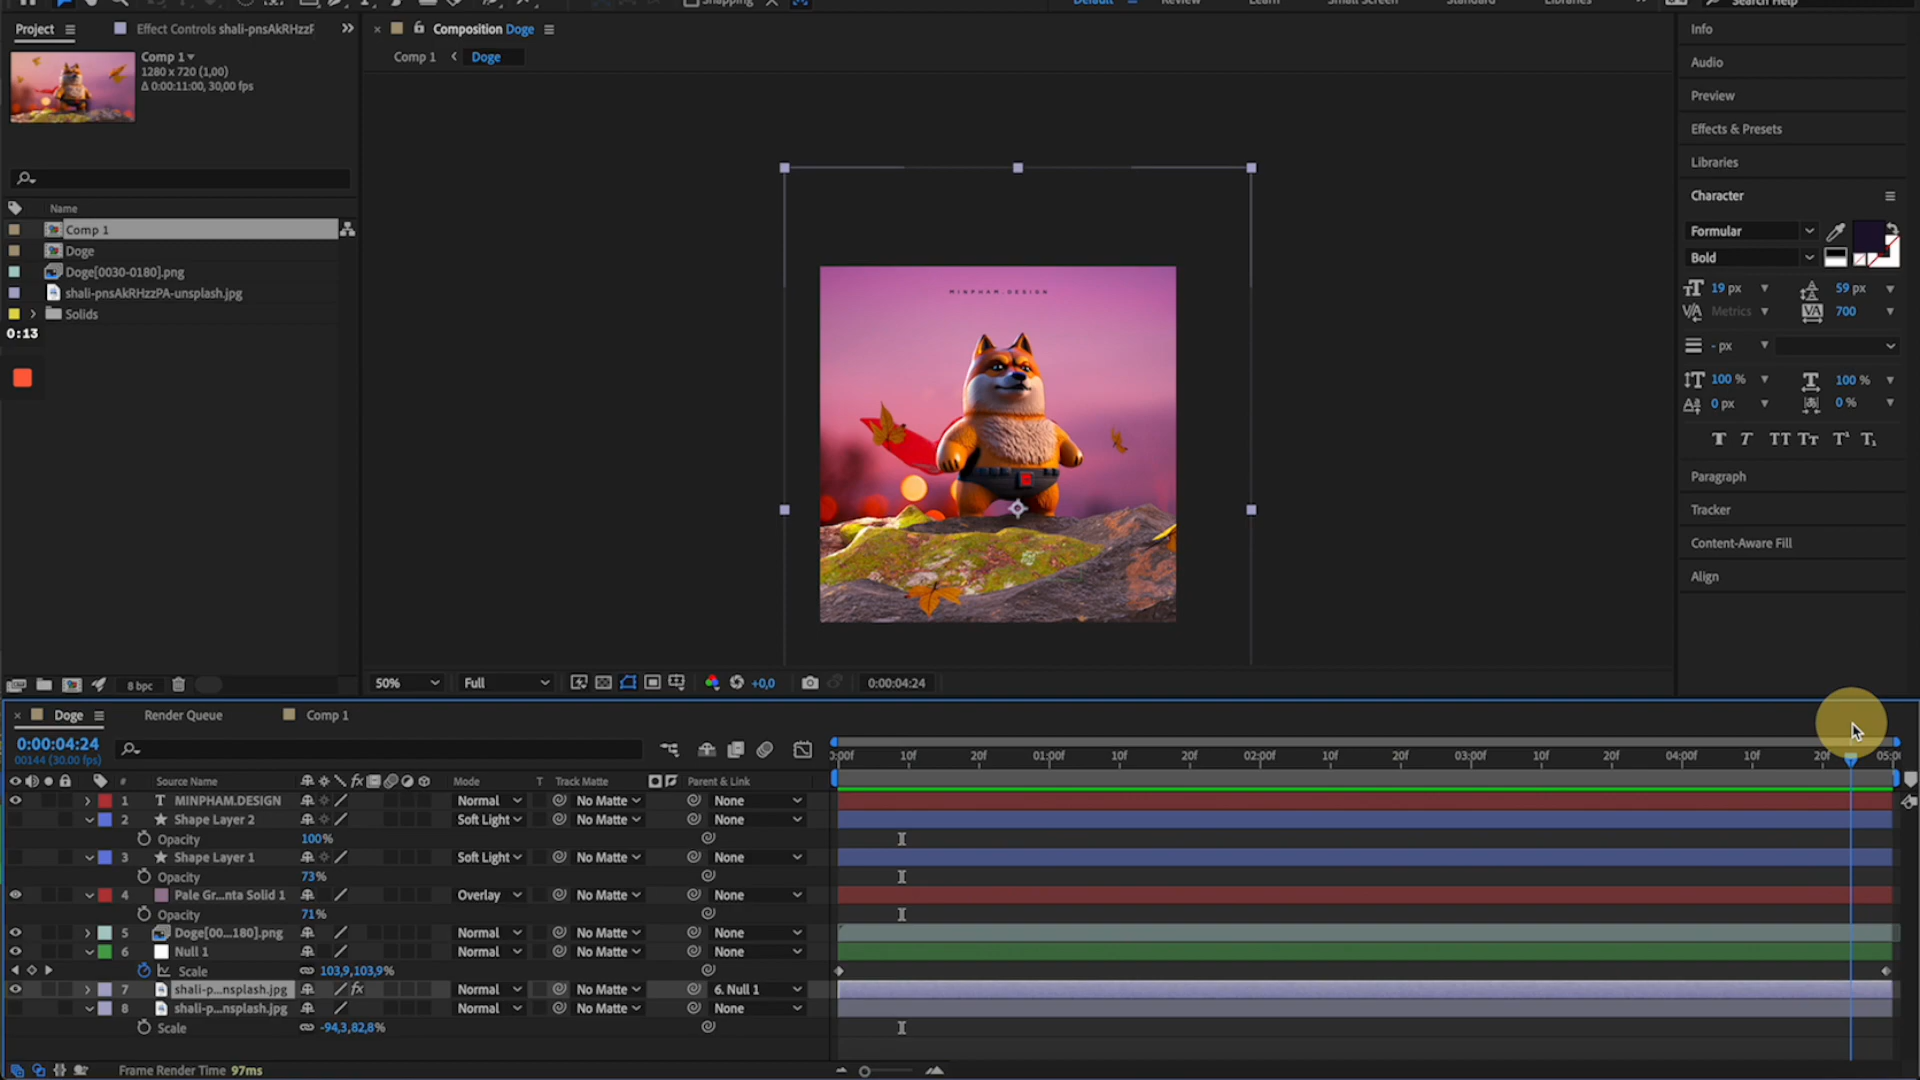 Snapping
Default
Review
Learn
Small Screen
Standard
Libraries
Search Help
Project
Effect Controls shali-pnsAkRHzzF
Composition Doge
Comp 1
Doge
Comp 1
1280 x 720 (1,00)
Δ 0:00:11:00, 30,00 fps
Name
Comp 1
Doge
Doge[0030-0180].png
shali-pnsAkRHzzPA-unsplash.jpg
Solids
0:13
8 bpc
MINPHAM.DESIGN
50%
Full
+0,0
0:00:04:24
Info
Audio
Preview
Effects & Presets
Libraries
Character
Formular
Bold
19 px
59 px
Metrics
700
- px
100 %
100 %
0 px
0 %
Paragraph
Tracker
Content-Aware Fill
Align
Doge
Render Queue
Comp 1
0:00:04:24
00144 (30.00 fps)
# Source Name Mode T Track Matte Parent & Link
:00f 10f 20f 01:00f 10f 20f 02:00f 10f 20f 03:00f 10f 20f 04:00f 10f 20f 05:00
1 T MINPHAM.DESIGN Normal No Matte None
2 Shape Layer 2 Soft Light No Matte None
Opacity 100%
3 Shape Layer 1 Soft Light No Matte None
Opacity 73%
4 Pale Gr...nta Solid 1 Overlay No Matte None
Opacity 71%
5 Doge[00...180].png Normal No Matte None
6 Null 1 Normal No Matte None
Scale 103,9,103,9%
7 shali-p...nsplash.jpg Normal No Matte 6. Null 1
8 shali-p...nsplash.jpg Normal No Matte None
Scale -94,3,82,8%
Frame Render Time 97ms